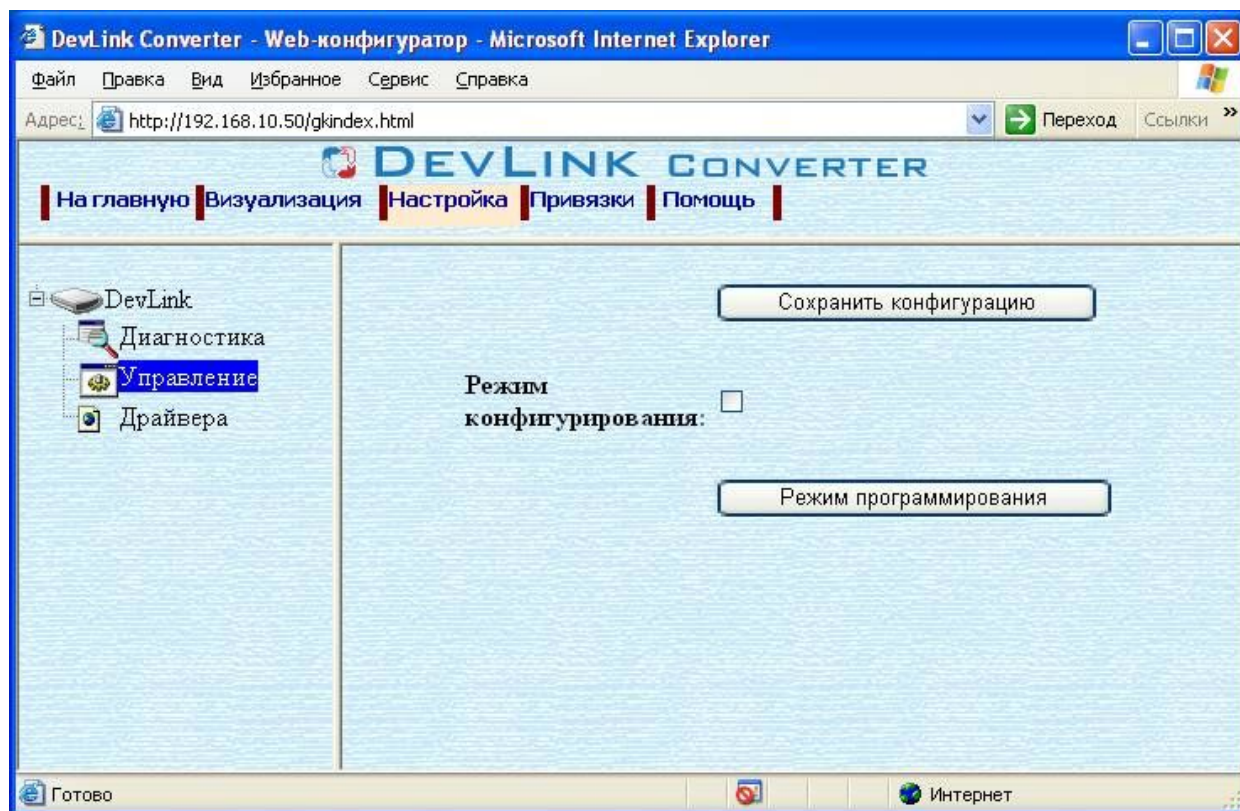 DevLink Converter - Web-конфигуратор - Microsoft Internet Explorer
Файл Правка Вид Избранное Сервис Справка
Адрес: http://192.168.10.50/gkindex.html Переход Ссылки »
DEVLINK CONVERTER
На главную Визуализация Настройка Привязки Помощь
DevLink
Диагностика
Управление
Драйвера
Сохранить конфигурацию
Режим
конфигурирования:
Режим программирования
Готово Интернет